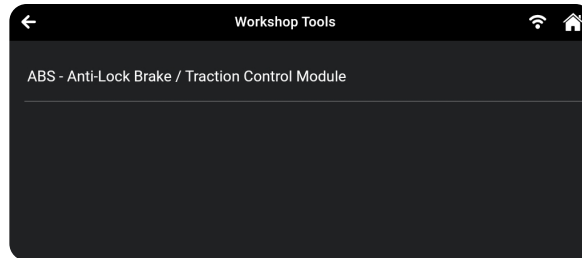 Workshop Tools
ABS - Anti-Lock Brake / Traction Control Module